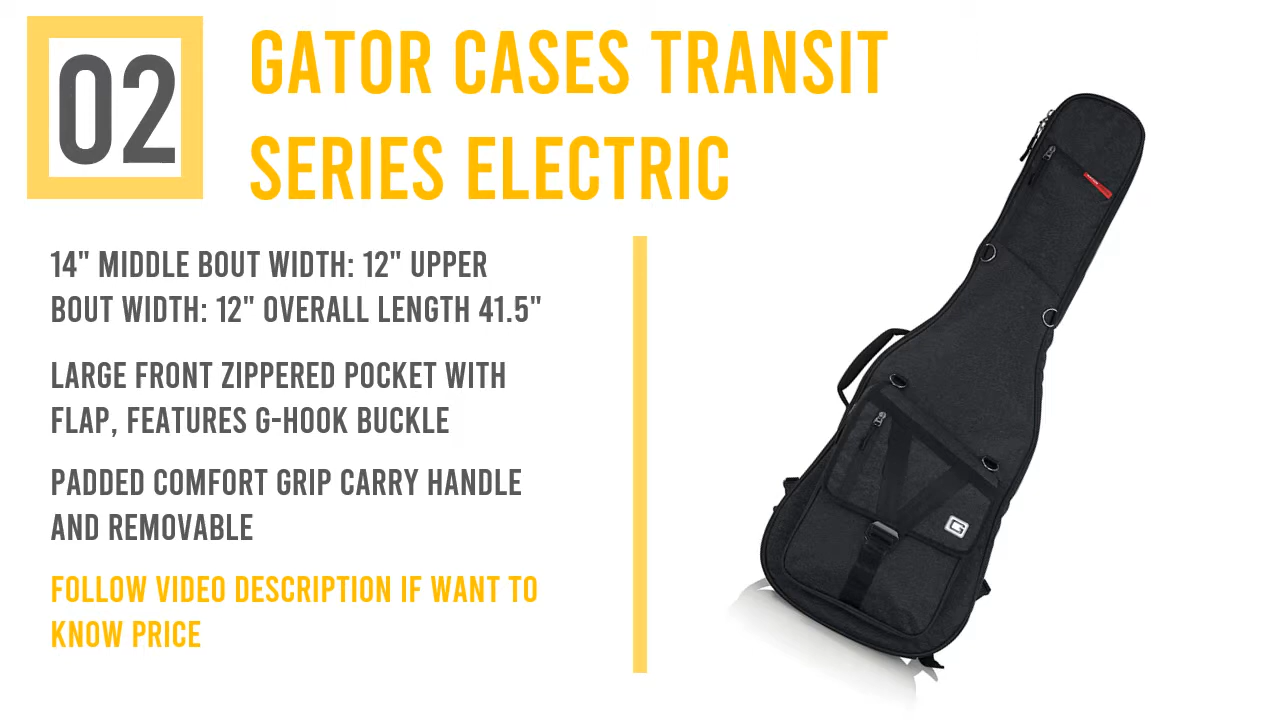 02
GATOR CASES TRANSIT
SERIES ELECTRIC
14" MIDDLE BOUT WIDTH: 12" UPPER
BOUT WIDTH: 12" OVERALL LENGTH 41.5"
LARGE FRONT ZIPPERED POCKET WITH
FLAP, FEATURES G-HOOK BUCKLE
PADDED COMFORT GRIP CARRY HANDLE
AND REMOVABLE
FOLLOW VIDEO DESCRIPTION IF WANT TO
KNOW PRICE
G